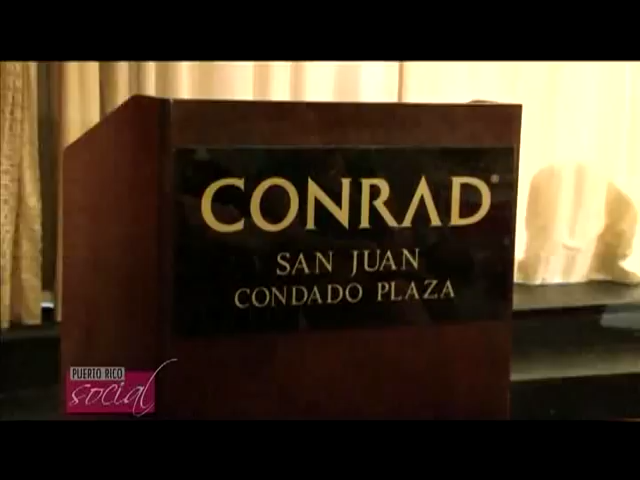 CONRAD®
SAN JUAN
CONDADO PLAZA
PUERTO RICO
social